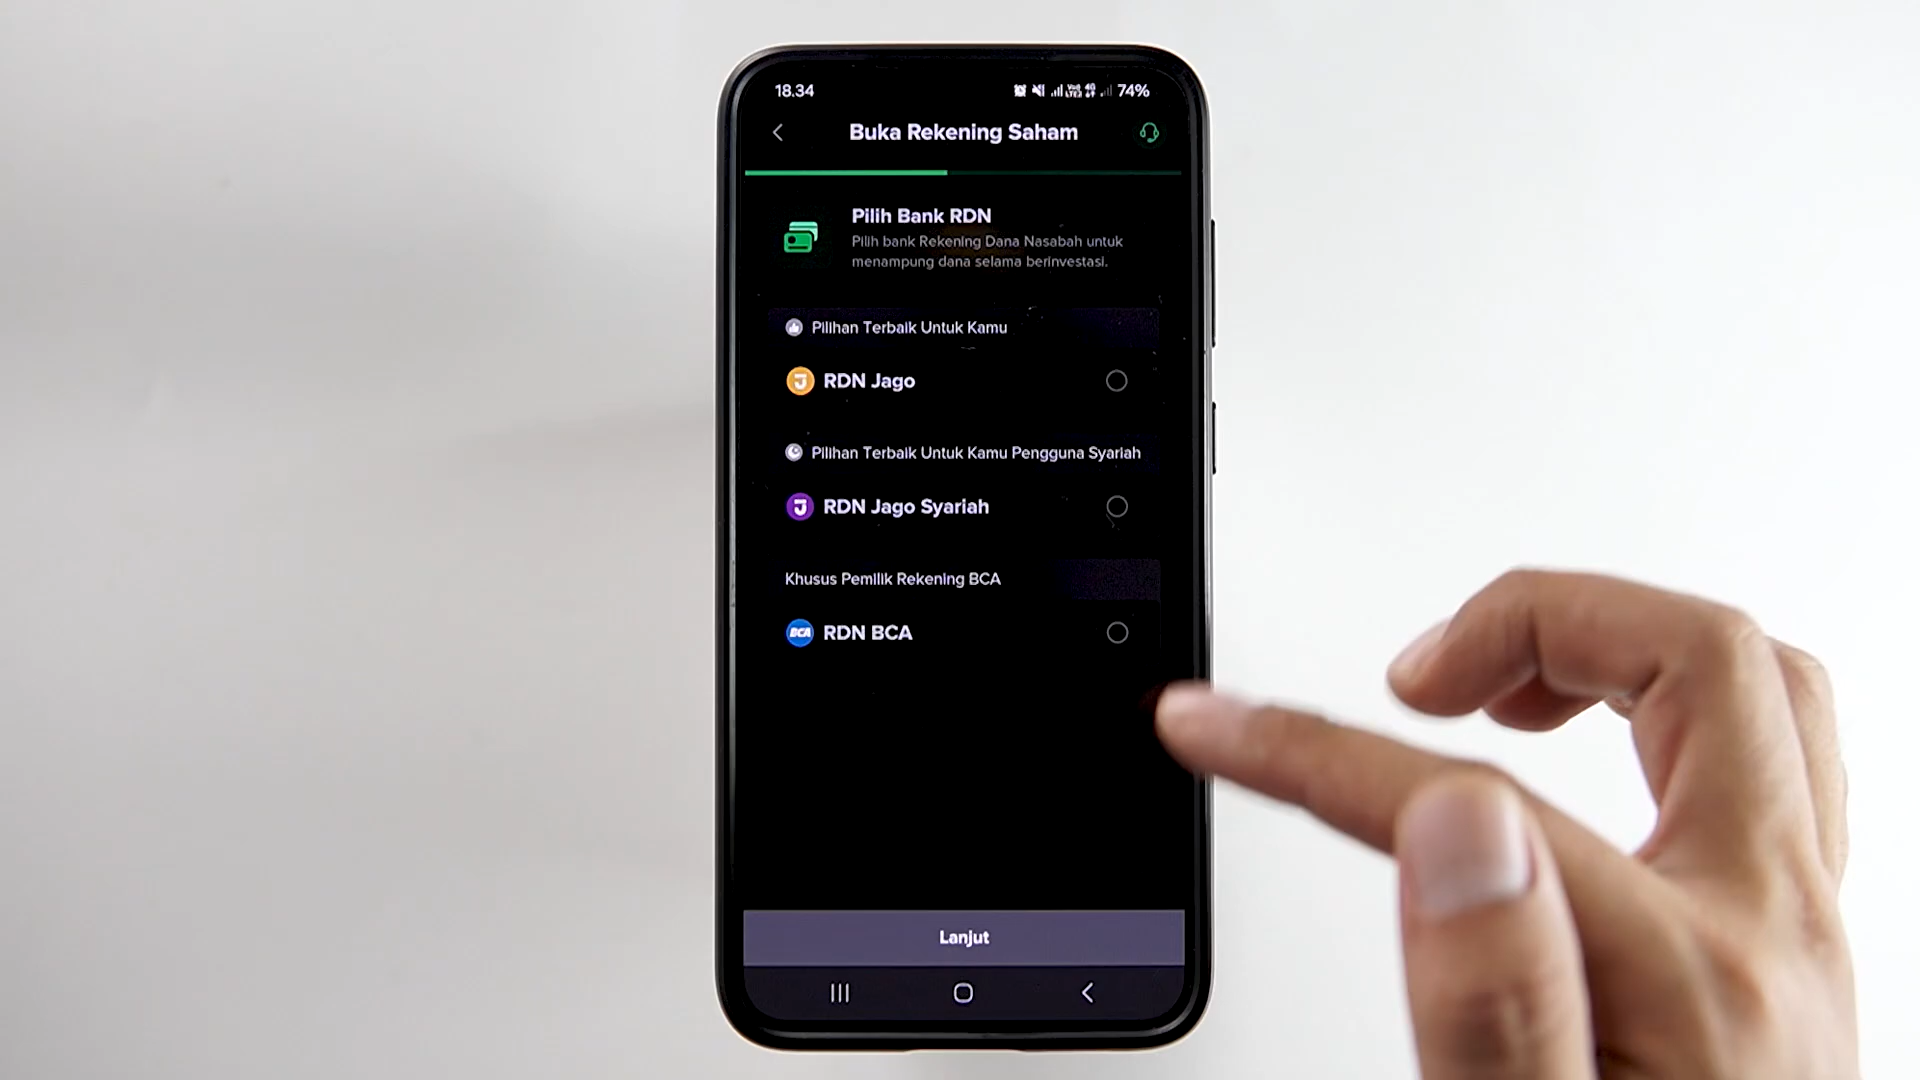 18.34
74%
Buka Rekening Saham
Pilih Bank RDN
Pilih bank Rekening Dana Nasabah untuk
menampung dana selama berinvestasi.
Pilihan Terbaik Untuk Kamu
RDN Jago
Pilihan Terbaik Untuk Kamu Pengguna Syariah
RDN Jago Syariah
Khusus Pemilik Rekening BCA
BCA RDN BCA
Lanjut